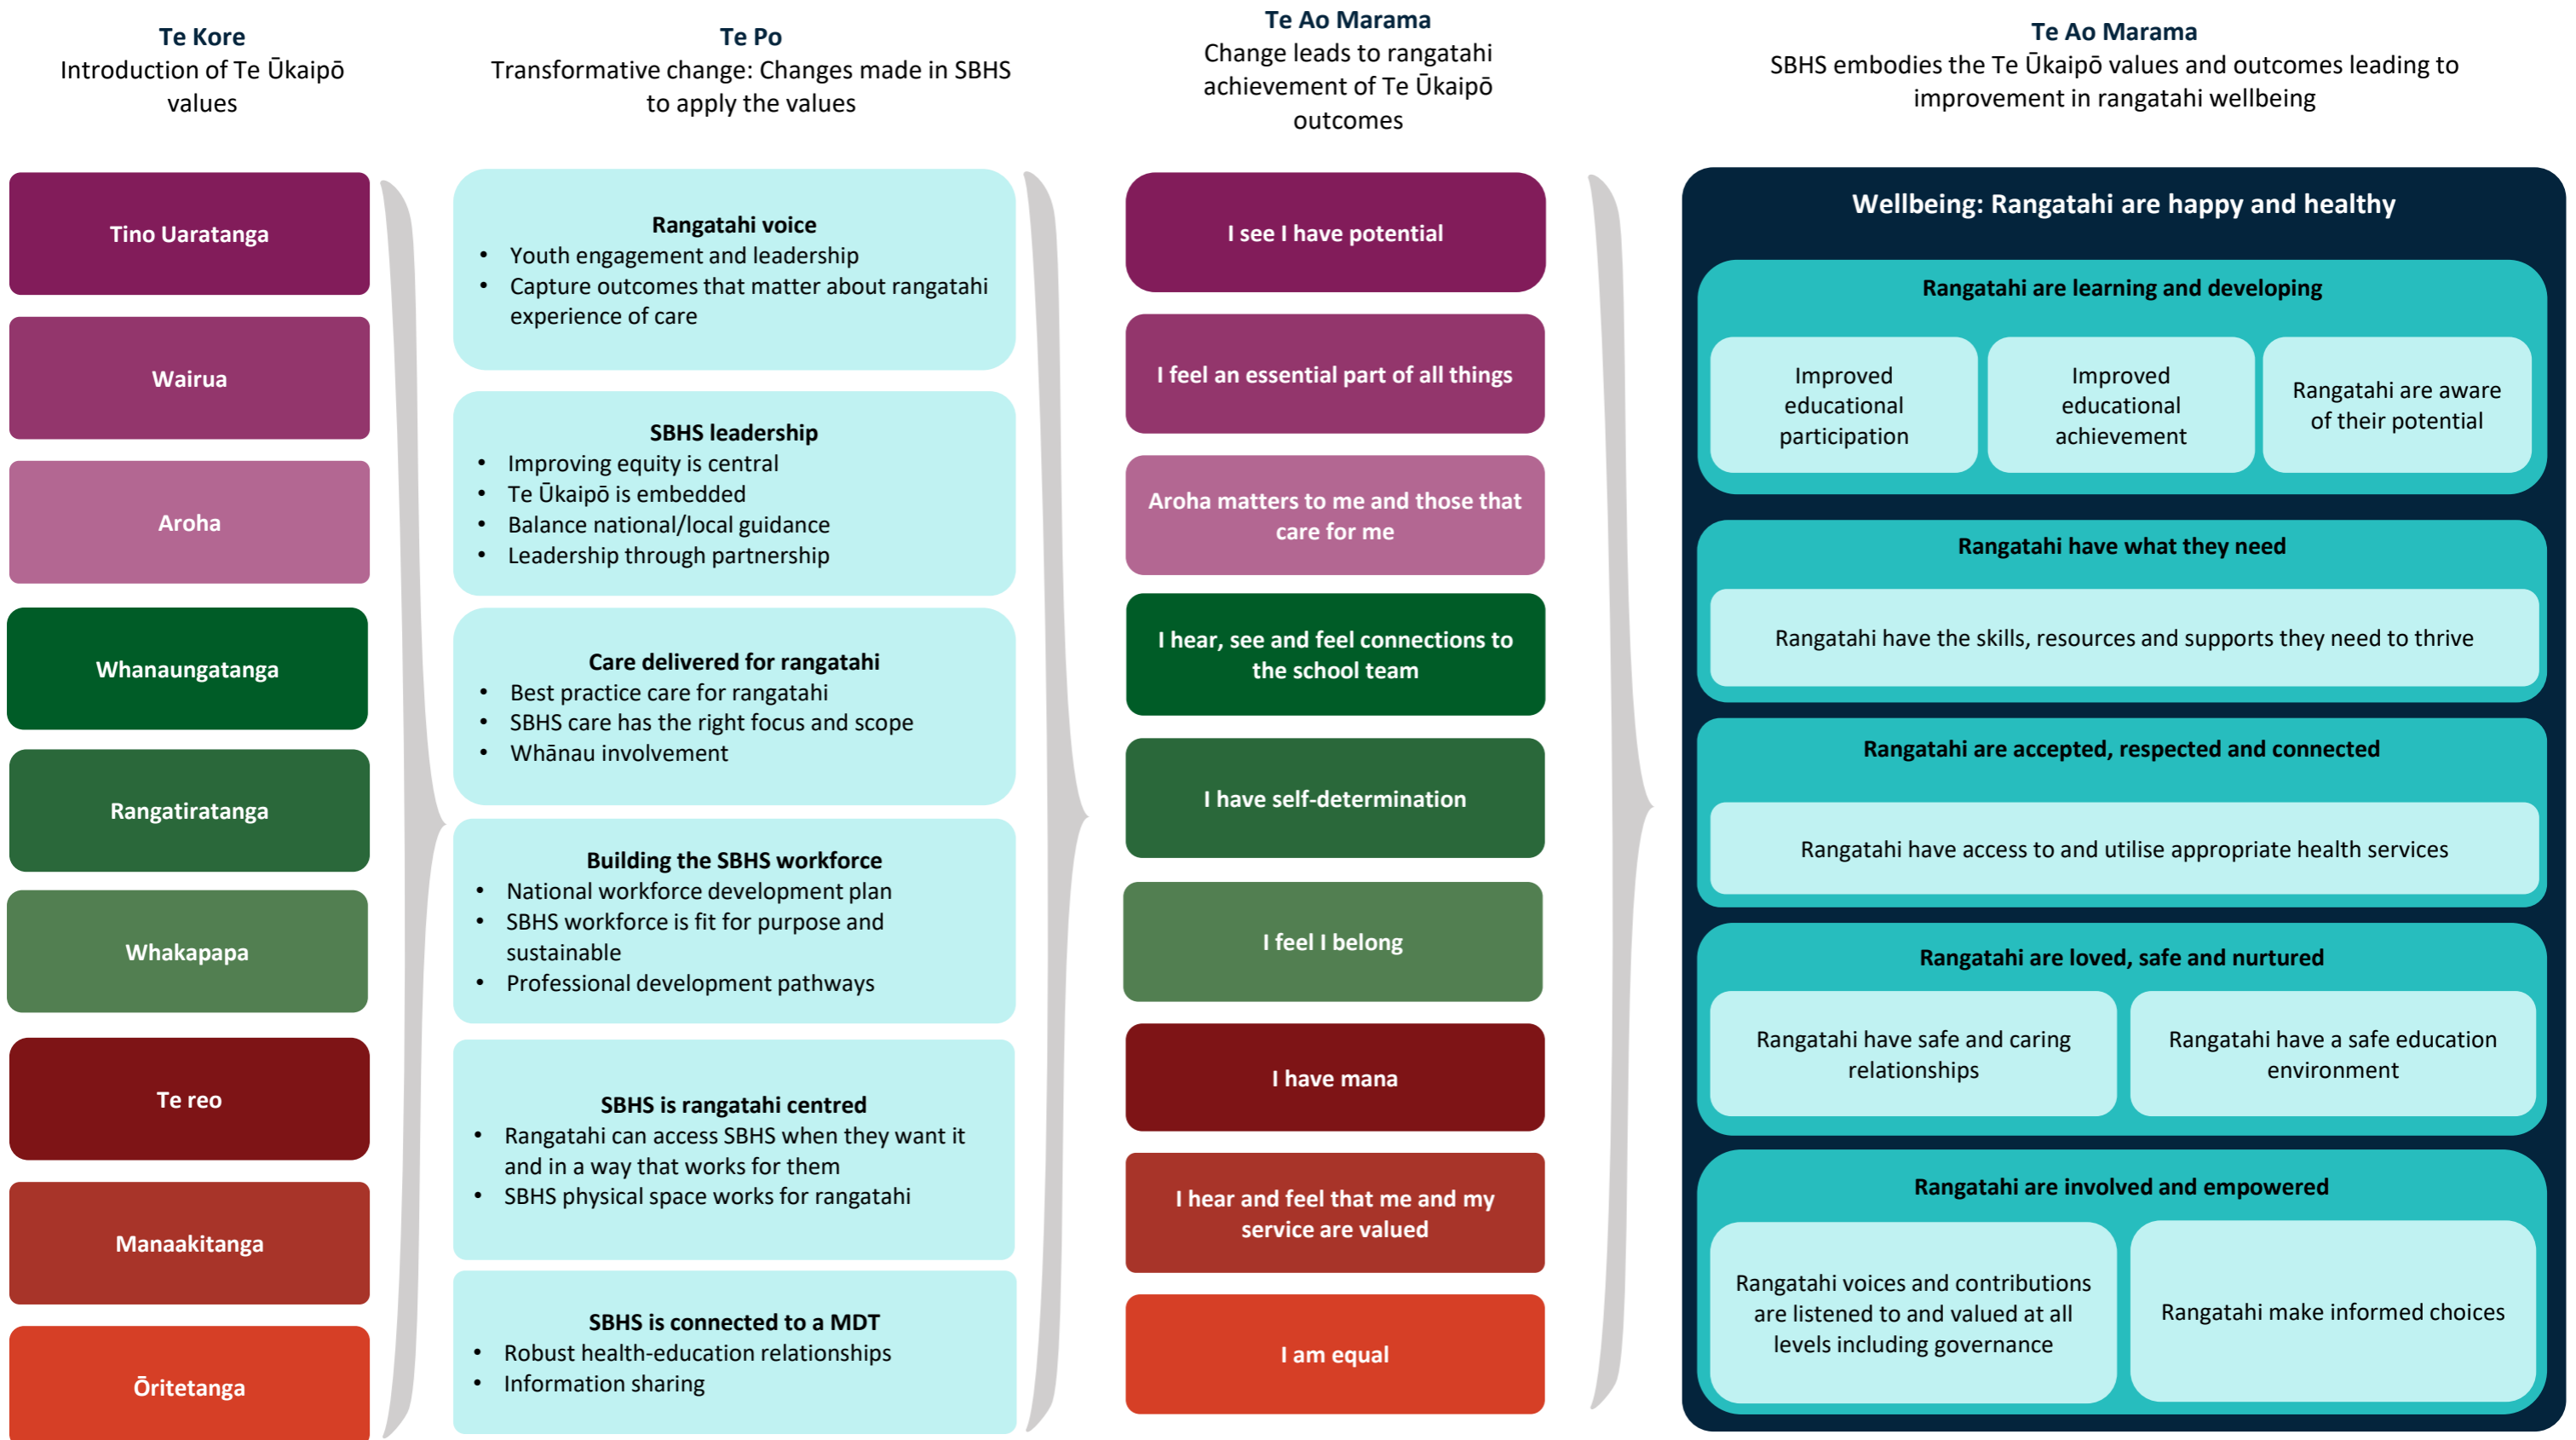 Te Kore
Introduction of Te Ūkaipō
values
Tino Uaratanga
Wairua
Aroha
Whanaungatanga
Rangatiratanga
Whakapapa
Te reo
Manaakitanga
Ōritetanga
Te Po
Transformative change: Changes made in SBHS
to apply the values
Rangatahi voice
• Youth engagement and leadership
• Capture outcomes that matter about rangatahi
experience of care
SBHS leadership
• Improving equity is central
• Te Ūkaipō is embedded
• Balance national/local guidance
• Leadership through partnership
Care delivered for rangatahi
• Best practice care for rangatahi
• SBHS care has the right focus and scope
• Whānau involvement
Building the SBHS workforce
• National workforce development plan
• SBHS workforce is fit for purpose and
sustainable
• Professional development pathways
SBHS is rangatahi centred
• Rangatahi can access SBHS when they want it
and in a way that works for them
• SBHS physical space works for rangatahi
SBHS is connected to a MDT
• Robust health-education relationships
• Information sharing
Te Ao Marama
Change leads to rangatahi
achievement of Te Ūkaipō
outcomes
I see I have potential
I feel an essential part of all things
Aroha matters to me and those that
care for me
I hear, see and feel connections to
the school team
I have self-determination
I feel I belong
I have mana
I hear and feel that me and my
service are valued
I am equal
Te Ao Marama
SBHS embodies the Te Ūkaipō values and outcomes leading to
improvement in rangatahi wellbeing
Wellbeing: Rangatahi are happy and healthy
Rangatahi are learning and developing
Improved
educational
participation
Improved
educational
achievement
Rangatahi are aware
of their potential
Rangatahi have what they need
Rangatahi have the skills, resources and supports they need to thrive
Rangatahi are accepted, respected and connected
Rangatahi have access to and utilise appropriate health services
Rangatahi are loved, safe and nurtured
Rangatahi have safe and caring
relationships
Rangatahi have a safe education
environment
Rangatahi are involved and empowered
Rangatahi voices and contributions
are listened to and valued at all
levels including governance
Rangatahi make informed choices